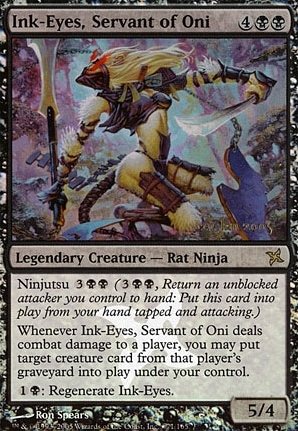 Ink-Eyes, Servant of Oni 4
Legendary Creature — Rat Ninja
Ninjutsu 3 (3, Return an unblocked
attacker you control to hand: Put this card into
play from your hand tapped and attacking.)
Whenever Ink-Eyes, Servant of Oni deals
combat damage to a player, you may put
target creature card from that player's
graveyard into play under your control.
1: Regenerate Ink-Eyes.
5/4
Ron Spears